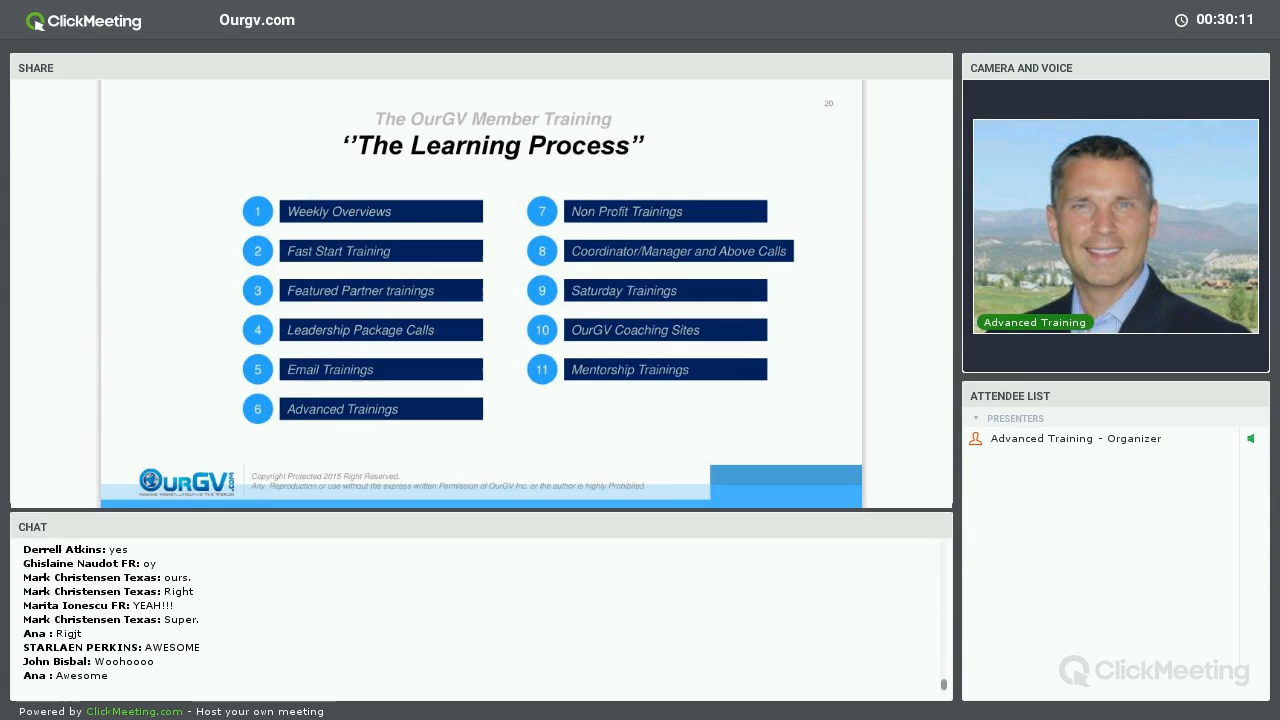 ClickMeeting
Ourgv.com
00:30:11
SHARE
20
The OurGV Member Training
‘’The Learning Process’’
1 Weekly Overviews
2 Fast Start Training
3 Featured Partner trainings
4 Leadership Package Calls
5 Email Trainings
6 Advanced Trainings
7 Non Profit Trainings
8 Coordinator/Manager and Above Calls
9 Saturday Trainings
10 OurGV Coaching Sites
11 Mentorship Trainings
OURGV.com
MAKING MONEY.....HELPING THE WORLD!
Copyright Protected 2015 Right Reserved.
Any Reproduction or use without the express written Permission of OurGV Inc. or the author is highly Prohibited
CAMERA AND VOICE
Advanced Training
ATTENDEE LIST
PRESENTERS
Advanced Training - Organizer
ClickMeeting
CHAT
Derrell Atkins: yes
Ghislaine Naudot FR: oy
Mark Christensen Texas: ours.
Mark Christensen Texas: Right
Marita Ionescu FR: YEAH!!!
Mark Christensen Texas: Super.
Ana : Rigjt
STARLAEN PERKINS: AWESOME
John Bisbal: Woohoooo
Ana : Awesome
Powered by ClickMeeting.com - Host your own meeting